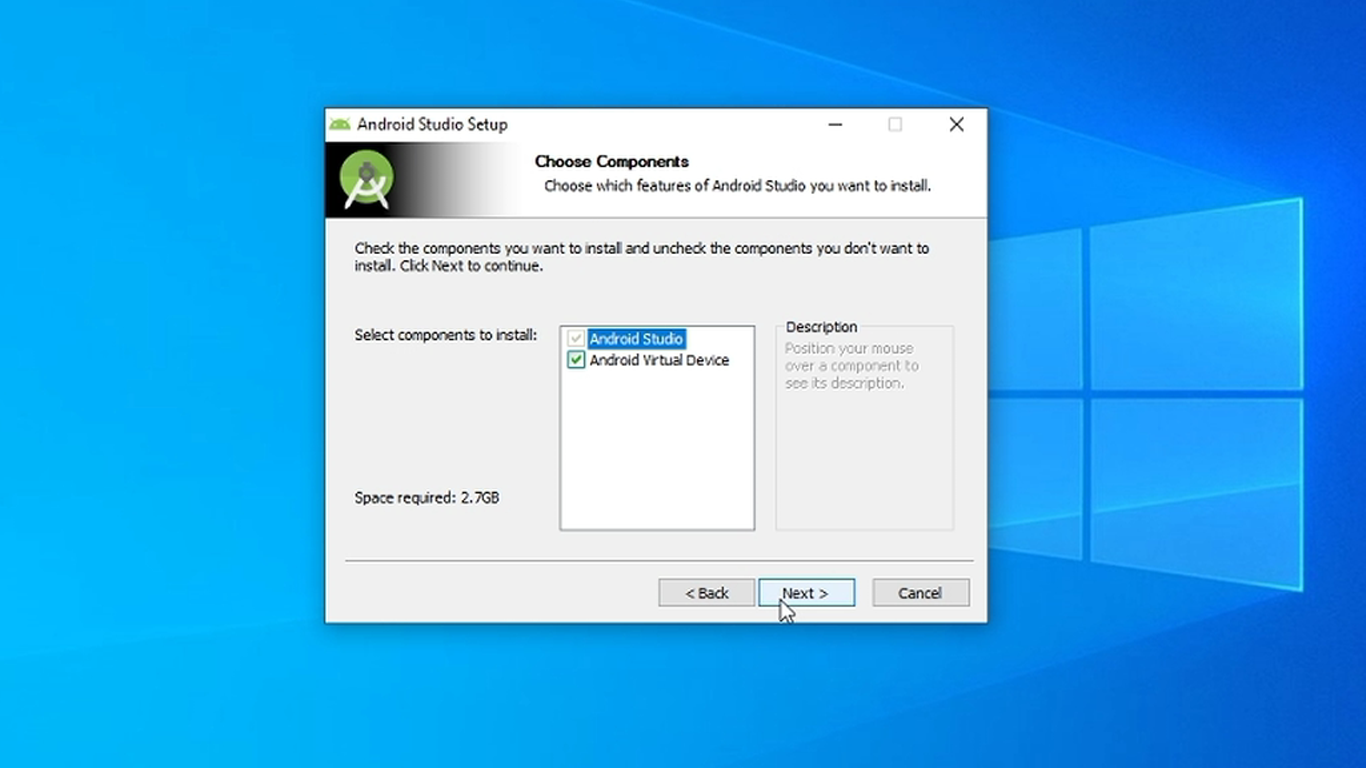 Android Studio Setup
Choose Components
Choose which features of Android Studio you want to install.
Check the components you want to install and uncheck the components you don't want to
install. Click Next to continue.
Select components to install:
Android Studio
Android Virtual Device
Description
Position your mouse
over a component to
see its description.
Space required: 2.7GB
< Back
Next >
Cancel